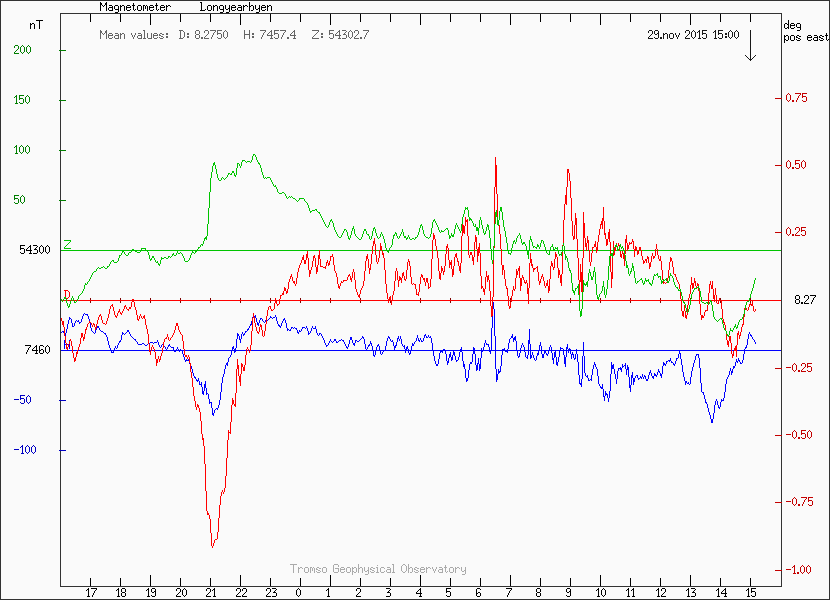 Magnetometer Longyearbyen
nT
deg
pos east
Mean values: D: 8.2750 H: 7457.4 Z: 54302.7
29.nov 2015 15:00
200
150
100
50
54300
7460
-50
-100
Z
D
0.75
0.50
0.25
8.27
-0.25
-0.50
-0.75
-1.00
Tromso Geophysical Observatory
17 18 19 20 21 22 23 0 1 2 3 4 5 6 7 8 9 10 11 12 13 14 15